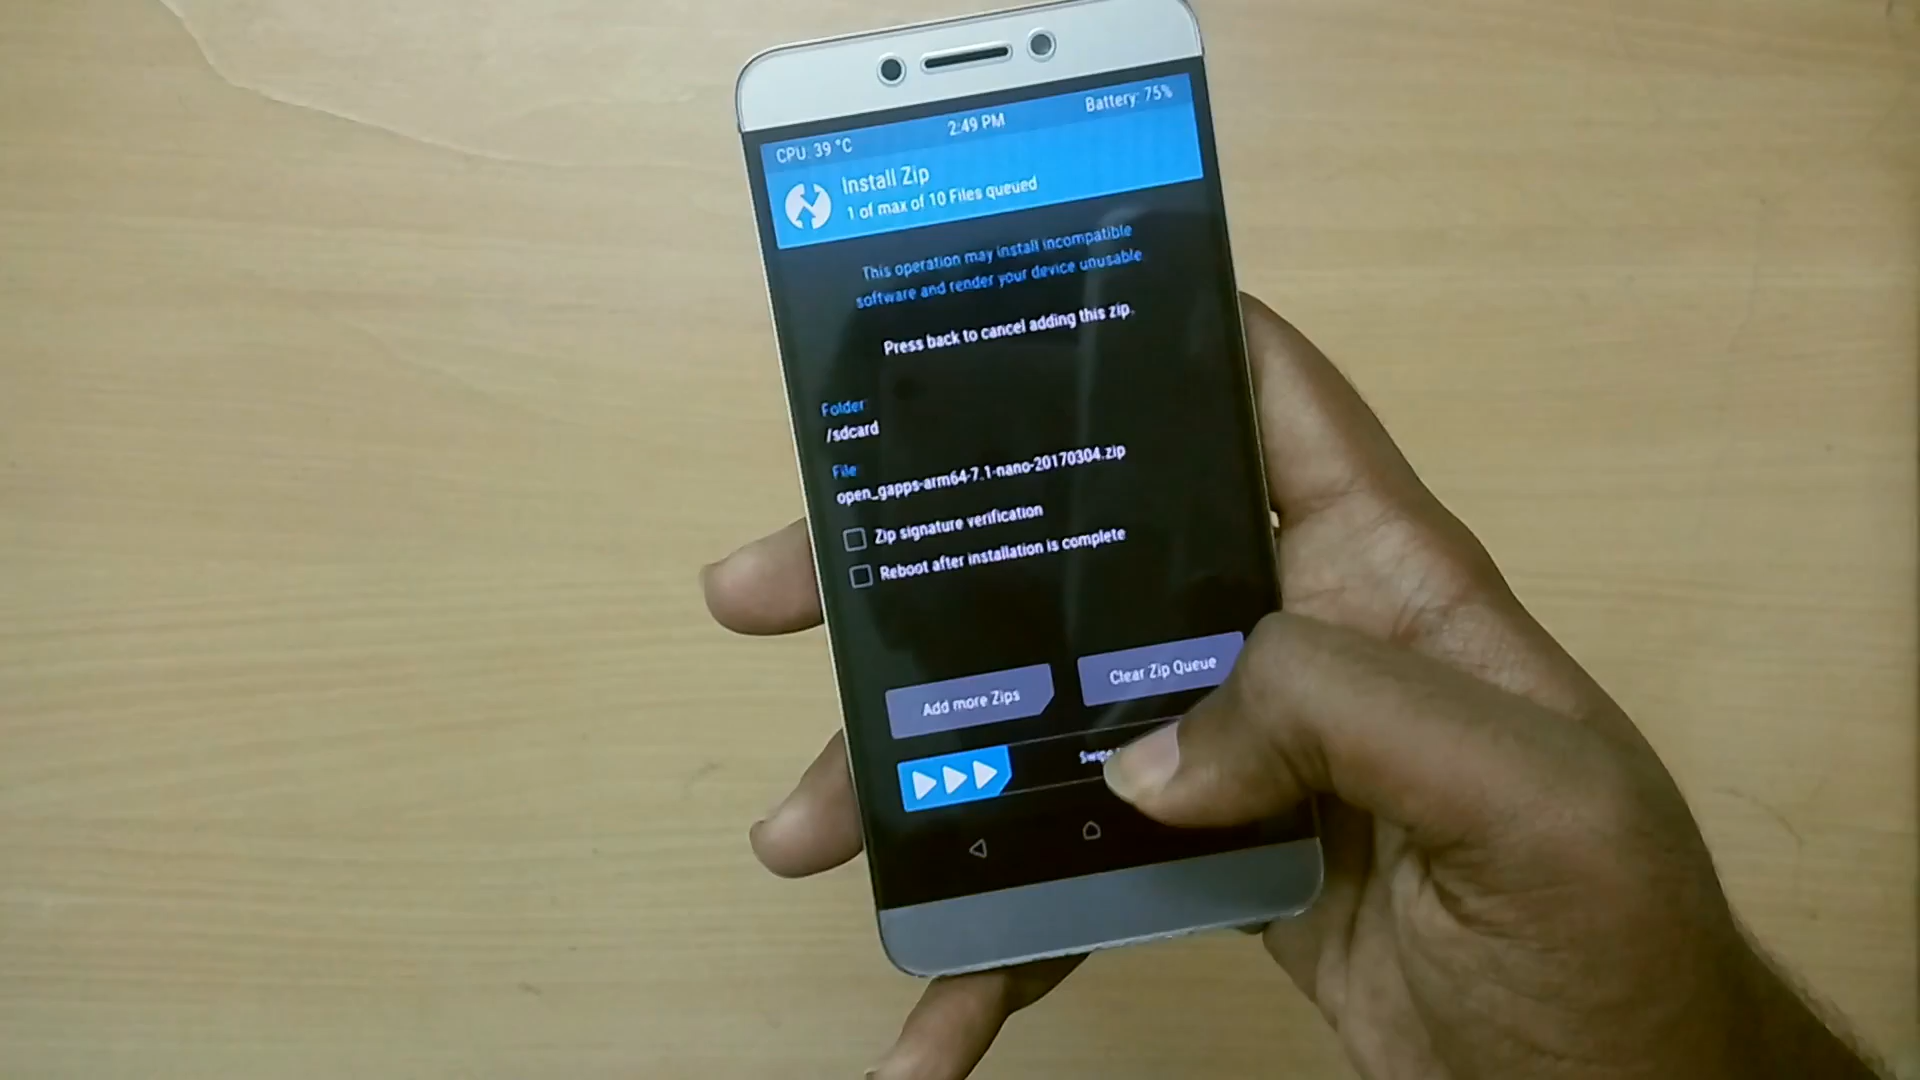 CPU: 39 °C
2:49 PM
Battery: 75%
Install Zip
1 of max of 10 Files queued
This operation may install incompatible
software and render your device unusable
Press back to cancel adding this zip.
Folder:
/sdcard
File
open_gapps-arm64-7.1-nano-20170304.zip
Zip signature verification
Reboot after installation is complete
Add more Zips
Clear Zip Queue
Swipe